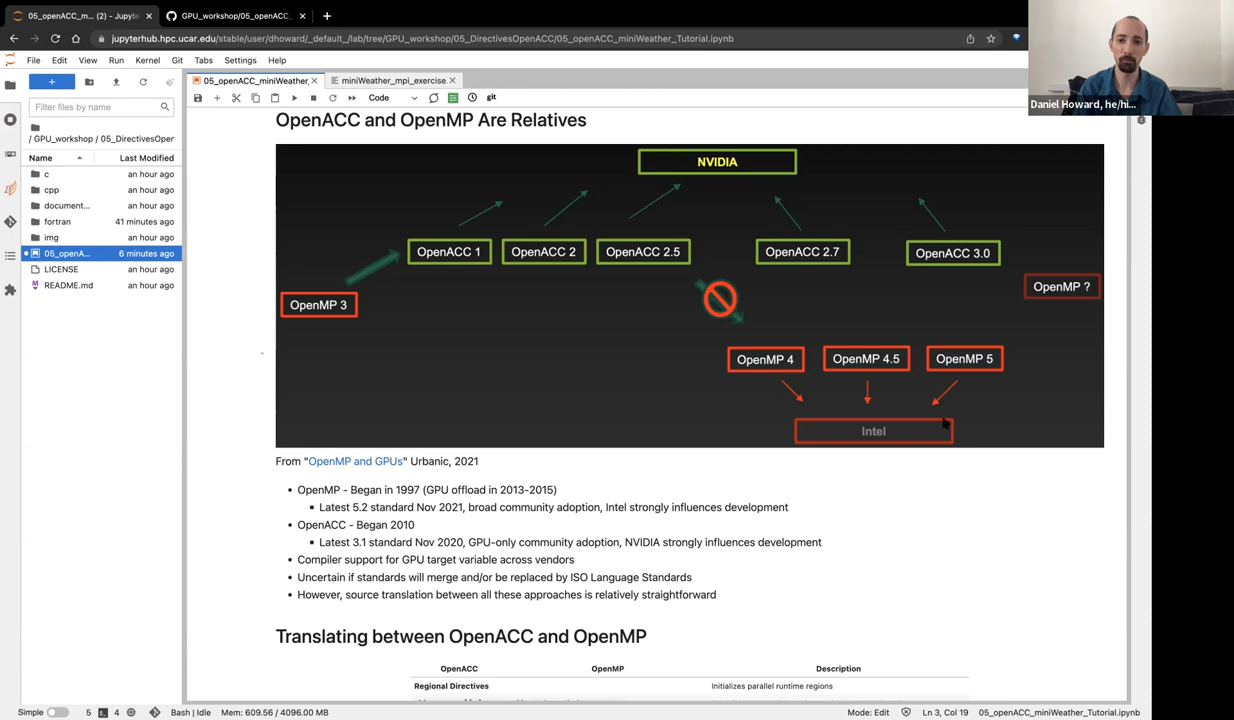 05_openACC_m... (2) - Jupyte
GPU_workshop/05_openACC_
jupyterhub.hpc.ucar.edu/stable/user/dhoward/_default_/lab/tree/GPU_workshop/05_DirectivesOpenACC/05_openACC_miniWeather_Tutorial.ipynb
Daniel Howard, he/hi...
File Edit View Run Kernel Git Tabs Settings Help
05_openACC_miniWeather_
miniWeather_mpi_exercise.
Code
git
Filter files by name
/ GPU_workshop / 05_DirectivesOper
Name Last Modified
c an hour ago
cpp an hour ago
document... an hour ago
fortran 41 minutes ago
img an hour ago
05_openA... 6 minutes ago
LICENSE an hour ago
README.md an hour ago
OpenACC and OpenMP Are Relatives
NVIDIA
OpenACC 1 OpenACC 2 OpenACC 2.5 OpenACC 2.7 OpenACC 3.0
OpenMP ?
OpenMP 3
OpenMP 4 OpenMP 4.5 OpenMP 5
Intel
From "OpenMP and GPUs" Urbanic, 2021
• OpenMP - Began in 1997 (GPU offload in 2013-2015)
▪ Latest 5.2 standard Nov 2021, broad community adoption, Intel strongly influences development
• OpenACC - Began 2010
▪ Latest 3.1 standard Nov 2020, GPU-only community adoption, NVIDIA strongly influences development
• Compiler support for GPU target variable across vendors
• Uncertain if standards will merge and/or be replaced by ISO Language Standards
• However, source translation between all these approaches is relatively straightforward
Translating between OpenACC and OpenMP
OpenACC OpenMP Description
Regional Directives Initializes parallel runtime regions
Simple 5 4 Bash | Idle Mem: 609.56 / 4096.00 MB Mode: Edit Ln 3, Col 19 05_openACC_miniWeather_Tutorial.ipynb